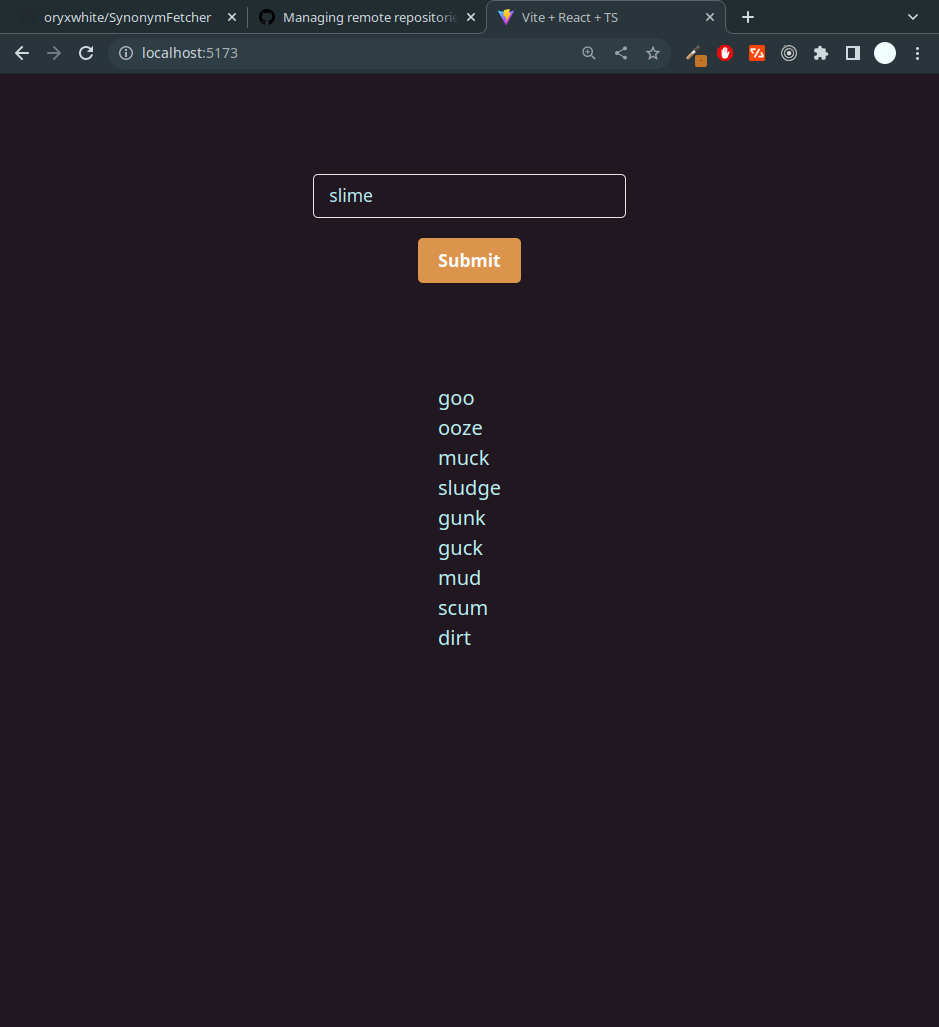 oryxwhite/SynonymFetcher
Managing remote repositorie
Vite + React + TS
localhost:5173
slime
Submit
goo
ooze
muck
sludge
gunk
guck
mud
scum
dirt